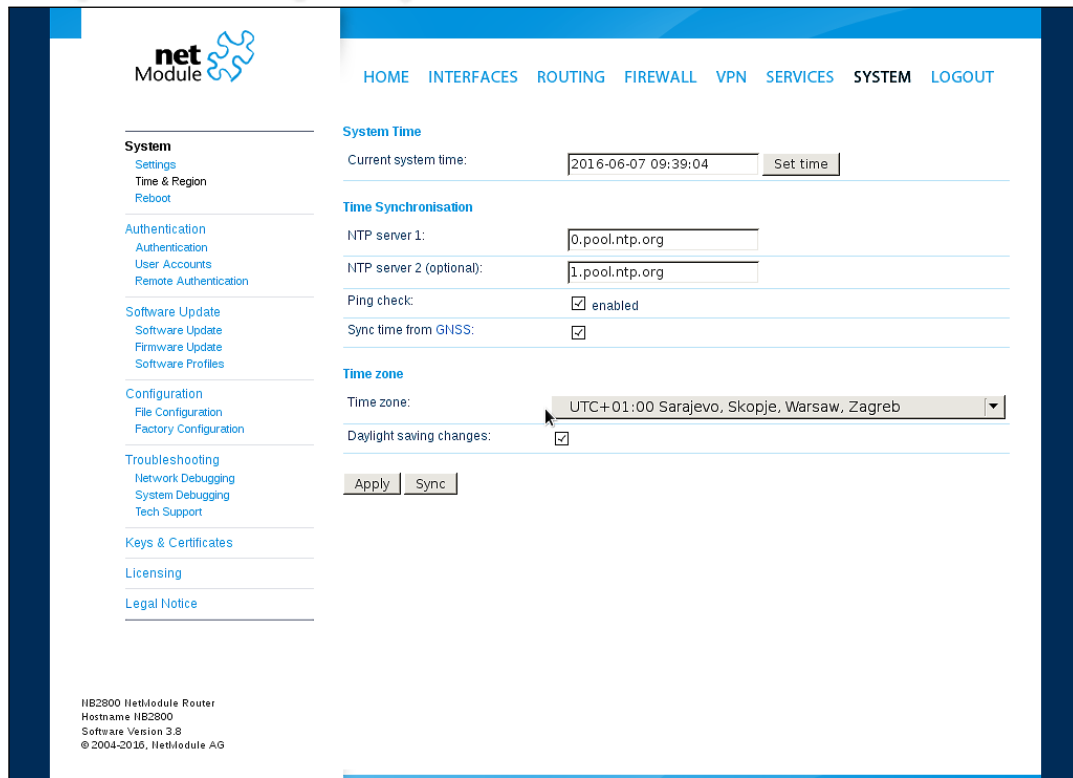 net
Module
HOME INTERFACES ROUTING FIREWALL VPN SERVICES SYSTEM LOGOUT
System
Settings
Time & Region
Reboot
Authentication
Authentication
User Accounts
Remote Authentication
Software Update
Software Update
Firmware Update
Software Profiles
Configuration
File Configuration
Factory Configuration
Troubleshooting
Network Debugging
System Debugging
Tech Support
Keys & Certificates
Licensing
Legal Notice
System Time
Current system time: 2016-06-07 09:39:04 Set time
Time Synchronisation
NTP server 1: 0.pool.ntp.org
NTP server 2 (optional): 1.pool.ntp.org
Ping check: enabled
Sync time from GNSS:
Time zone
Time zone: UTC+01:00 Sarajevo, Skopje, Warsaw, Zagreb
Daylight saving changes:
Apply Sync
NB2800 NetModule Router
Hostname NB2800
Software Version 3.8
© 2004-2016, NetModule AG